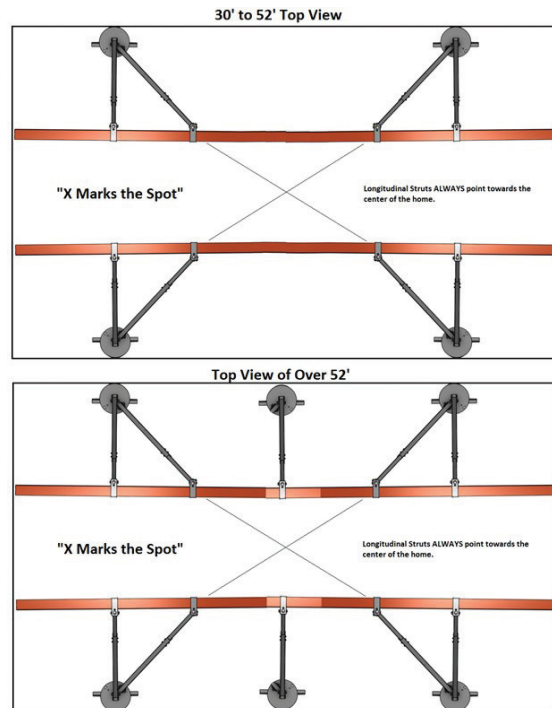 30' to 52' Top View
"X Marks the Spot"
Longitudinal Struts ALWAYS point towards the
center of the home.
Top View of Over 52'
"X Marks the Spot"
Longitudinal Struts ALWAYS point towards the
center of the home.